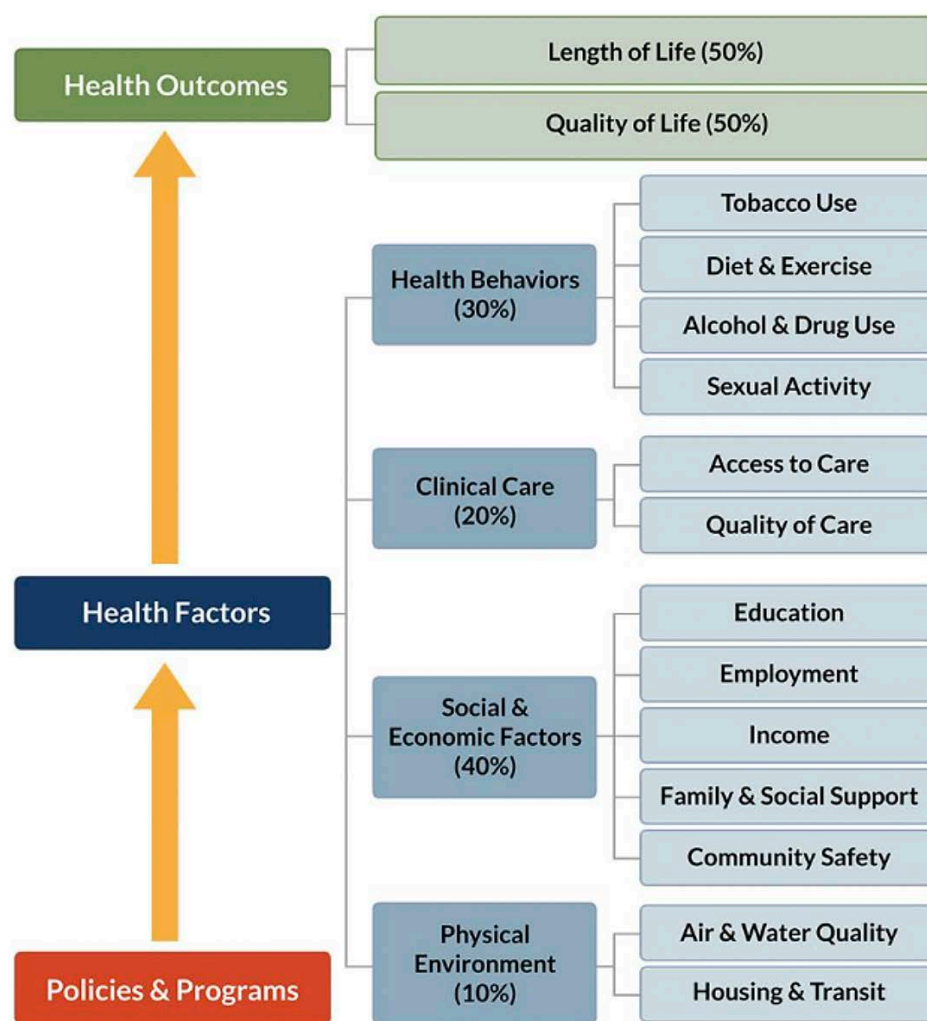 Health Outcomes
Length of Life (50%)
Quality of Life (50%)
Health Behaviors
(30%)
Tobacco Use
Diet & Exercise
Alcohol & Drug Use
Sexual Activity
Clinical Care
(20%)
Access to Care
Quality of Care
Health Factors
Social &
Economic Factors
(40%)
Education
Employment
Income
Family & Social Support
Community Safety
Physical
Environment
(10%)
Air & Water Quality
Housing & Transit
Policies & Programs